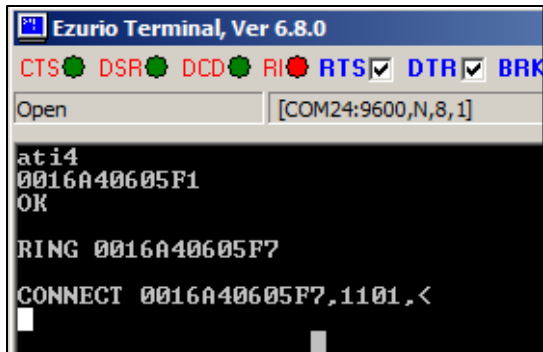 Ezurio Terminal, Ver 6.8.0
CTS DSR DCD RI RTS DTR BRK
Open [COM24:9600,N,8,1]
ati4
0016A40605F1
OK
RING 0016A40605F7
CONNECT 0016A40605F7,1101,<